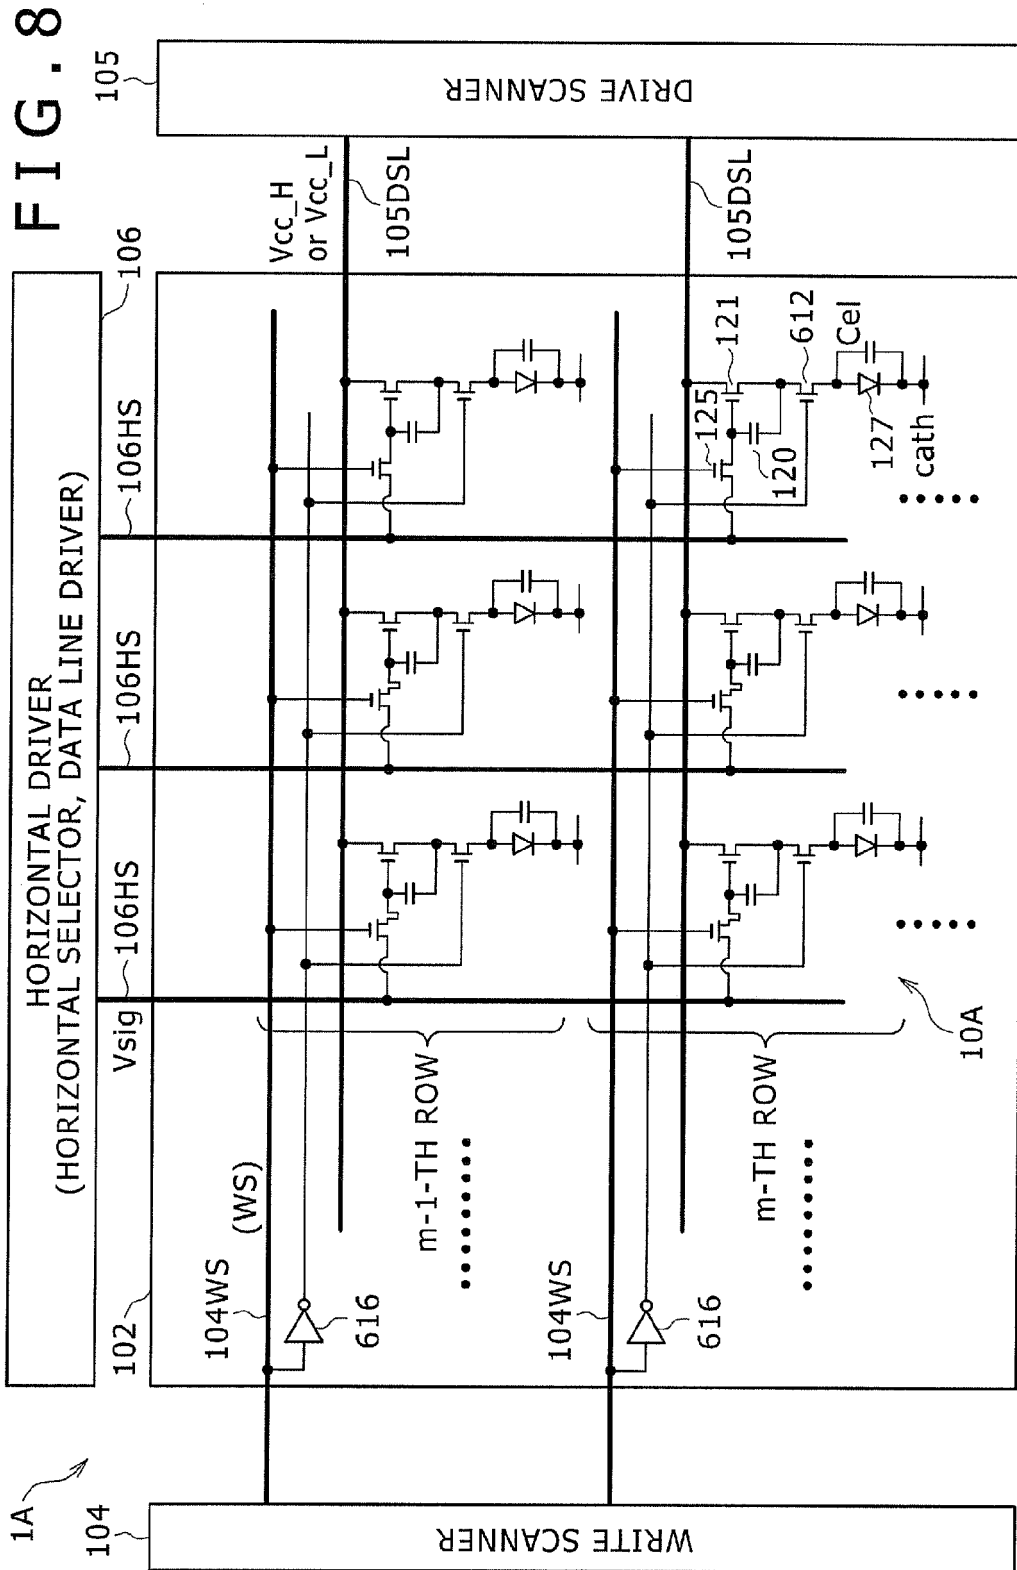 FIG. 8
1A
HORIZONTAL DRIVER
(HORIZONTAL SELECTOR, DATA LINE DRIVER)
106
102
Vsig
106HS
106HS
106HS
104
WRITE SCANNER
105
DRIVE SCANNER
104WS
(WS)
616
Vcc_H
or Vcc_L
105DSL
m-1-TH ROW
104WS
616
105DSL
m-TH ROW
125
121
120
612
Cel
127
cath
10A